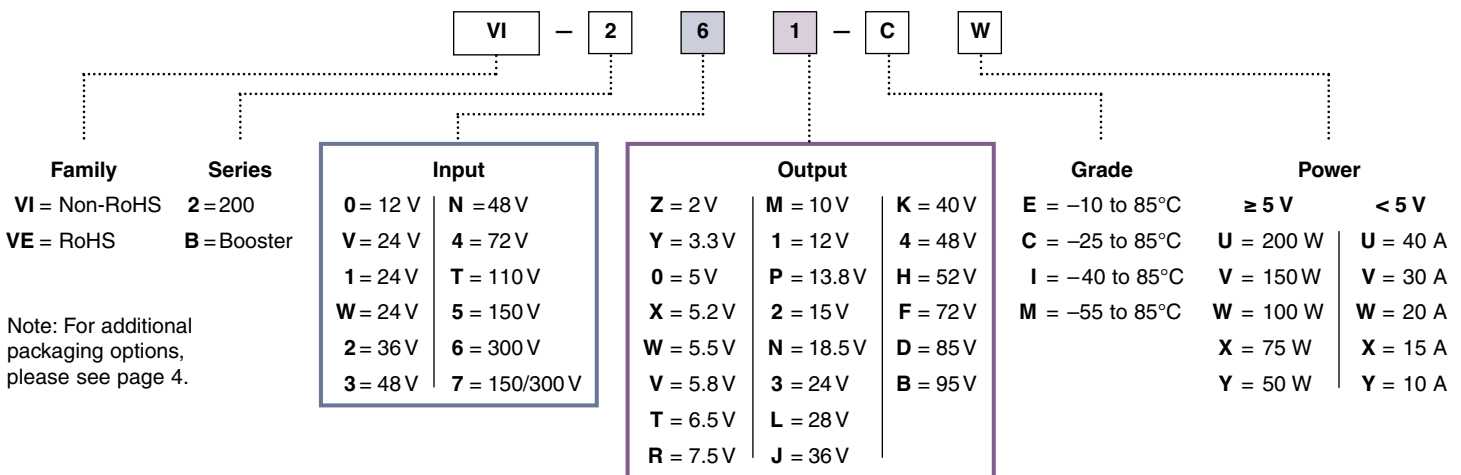 VI – 2 6 1 – C W
Family Series Input Output Grade Power
VI = Non-RoHS 2 = 200 0 = 12 V N = 48 V Z = 2 V M = 10 V K = 40 V E = –10 to 85°C ≥ 5 V < 5 V
VE = RoHS B = Booster V = 24 V 4 = 72 V Y = 3.3 V 1 = 12 V 4 = 48 V C = –25 to 85°C U = 200 W U = 40 A
1 = 24 V T = 110 V 0 = 5 V P = 13.8 V H = 52 V I = –40 to 85°C V = 150 W V = 30 A
Note: For additional W = 24 V 5 = 150 V X = 5.2 V 2 = 15 V F = 72 V M = –55 to 85°C W = 100 W W = 20 A
packaging options, 2 = 36 V 6 = 300 V W = 5.5 V N = 18.5 V D = 85 V X = 75 W X = 15 A
please see page 4. 3 = 48 V 7 = 150/300 V V = 5.8 V 3 = 24 V B = 95 V Y = 50 W Y = 10 A
T = 6.5 V L = 28 V
R = 7.5 V J = 36 V